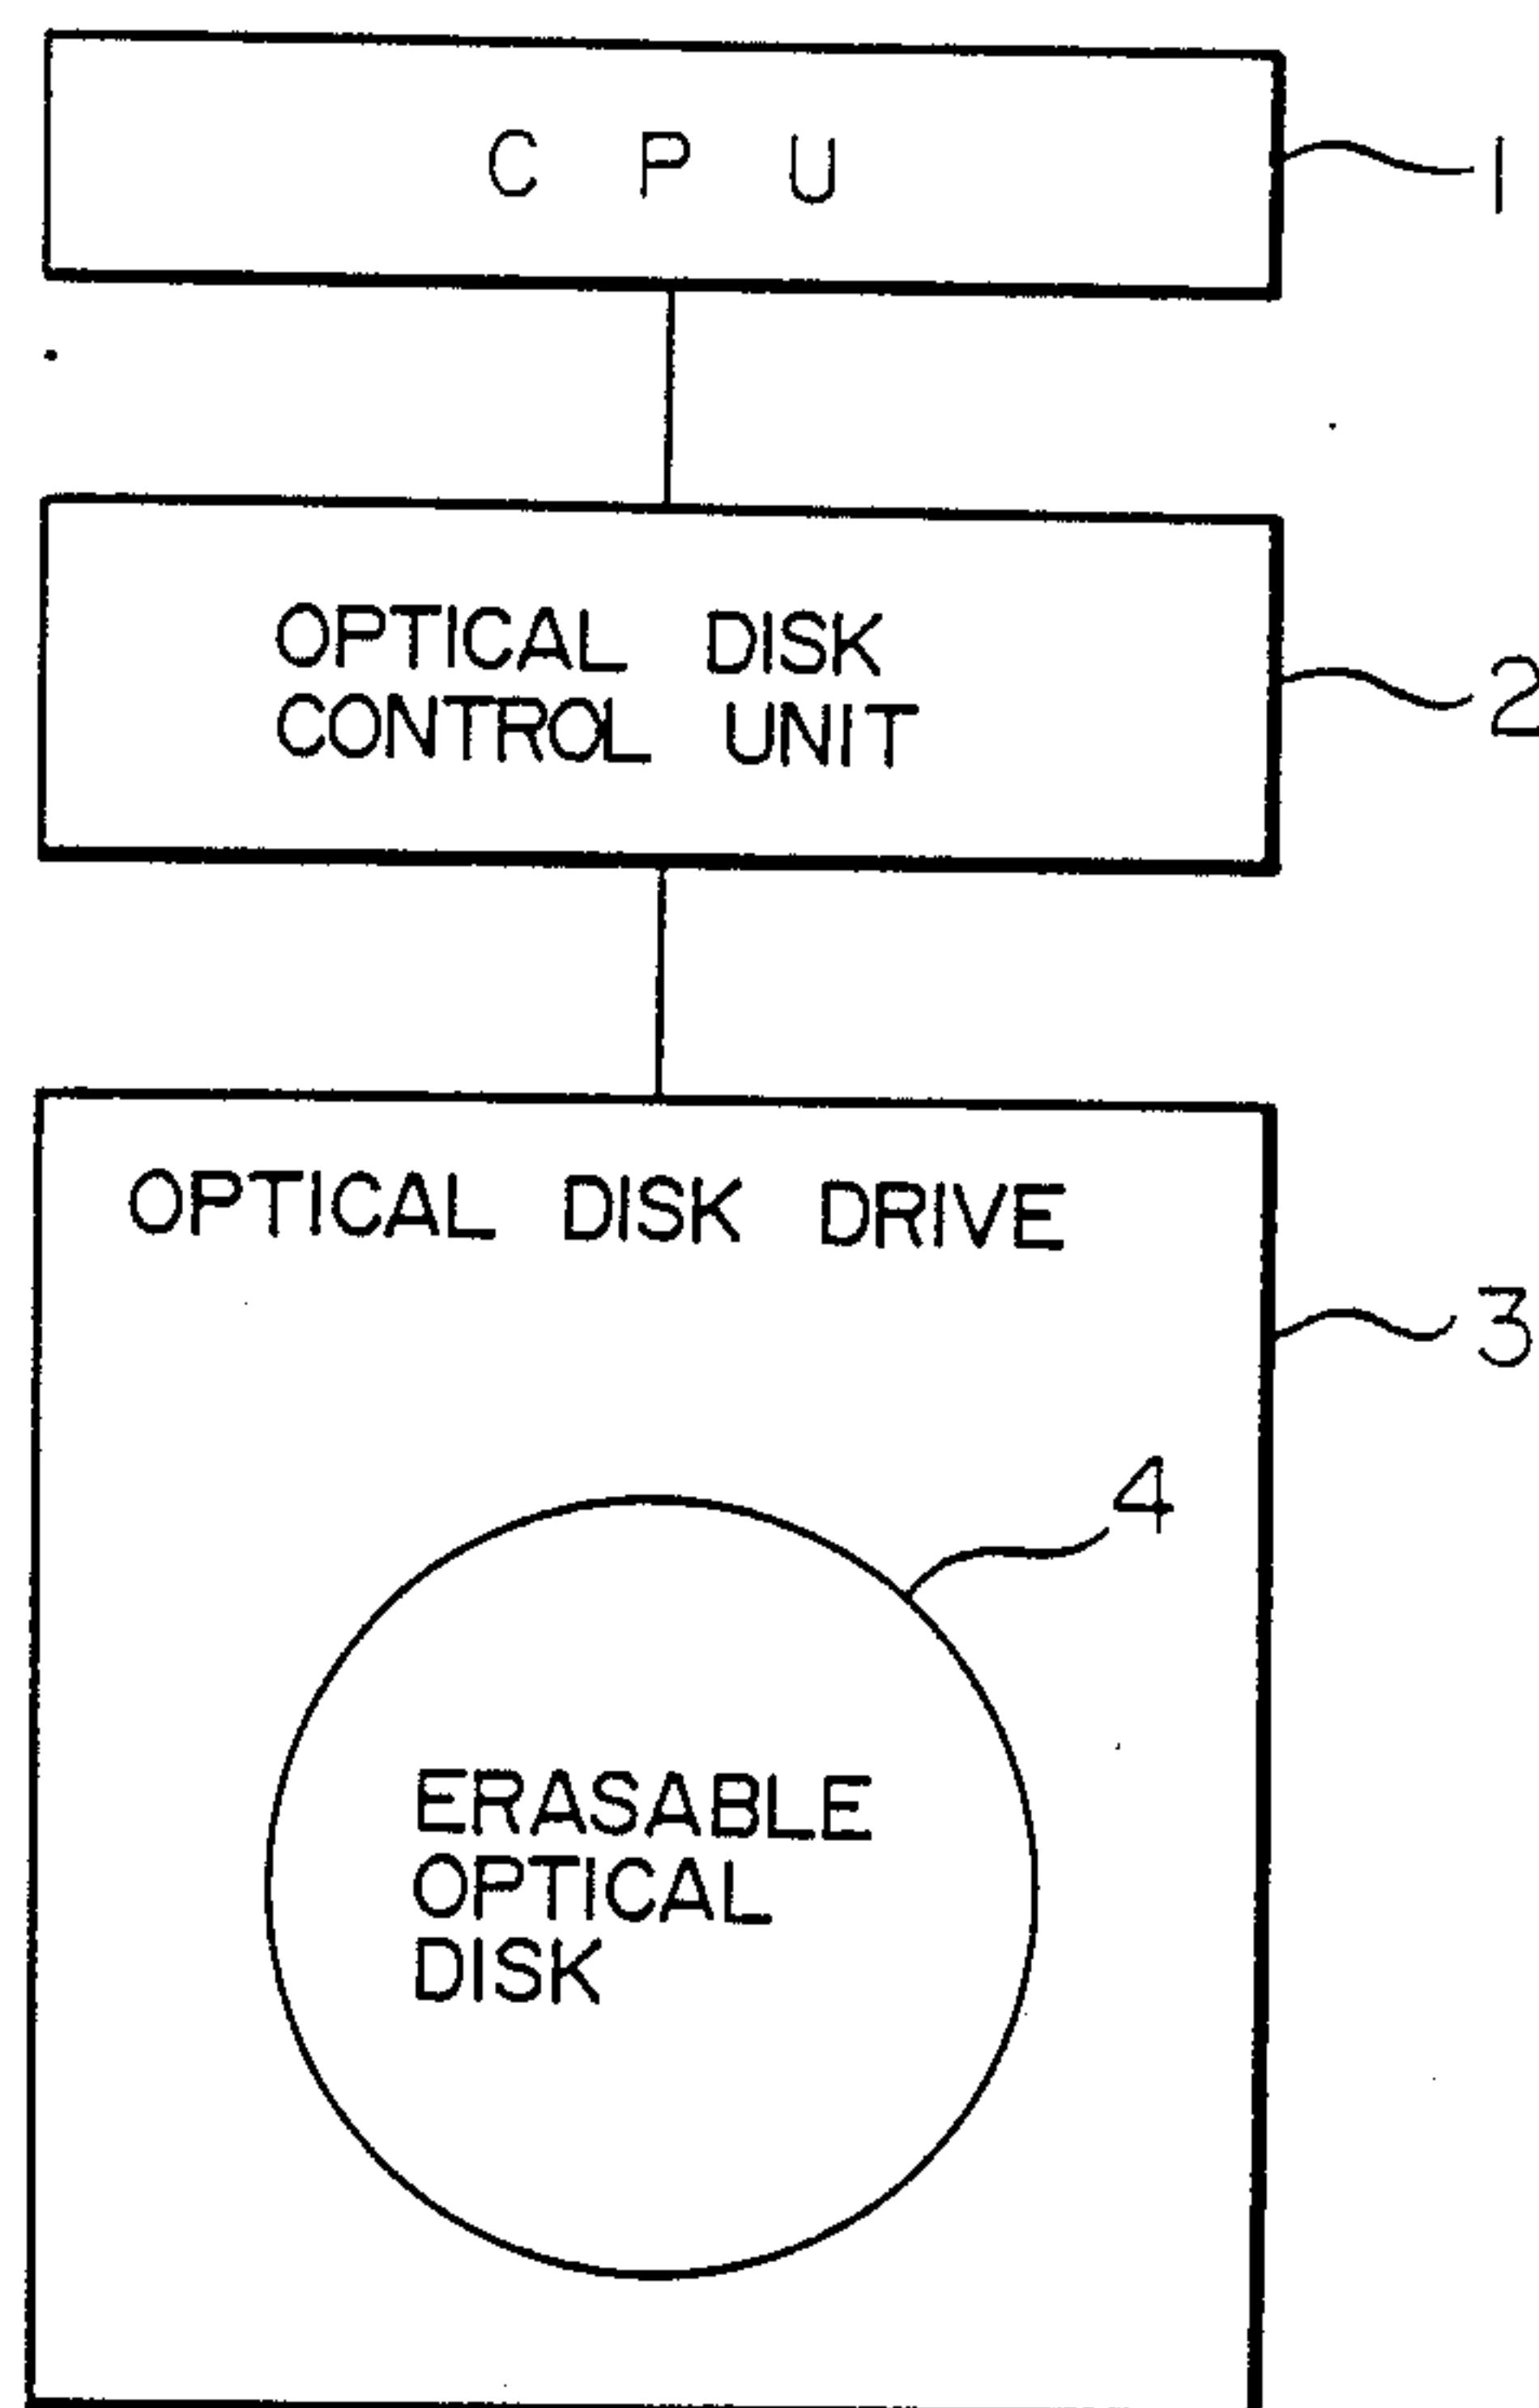 C P U
1
OPTICAL DISK
CONTROL UNIT
2
OPTICAL DISK DRIVE
3
4
ERASABLE
OPTICAL
DISK